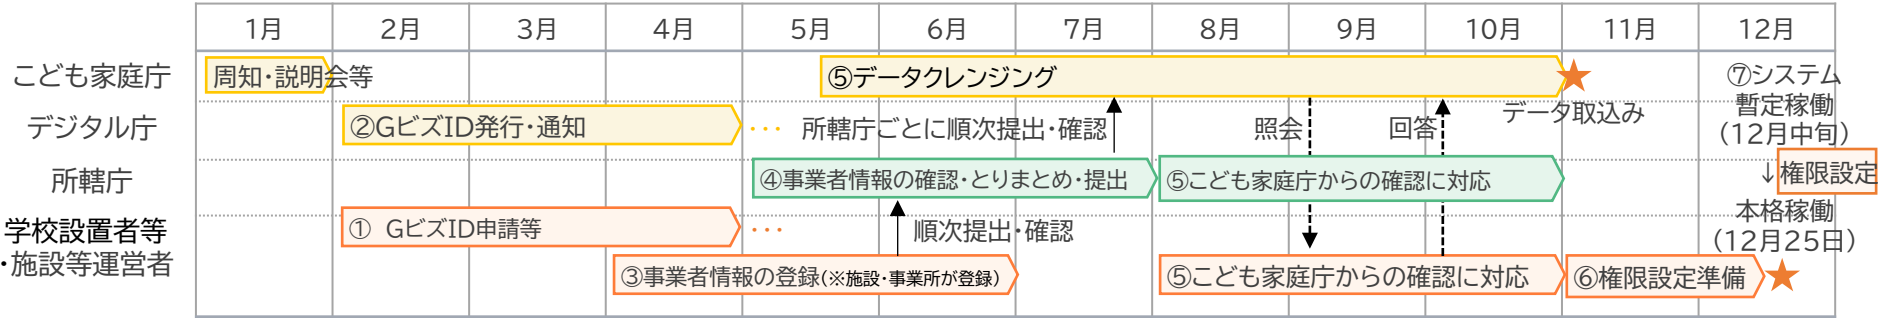 1月 2月 3月 4月 5月 6月 7月 8月 9月 10月 11月 12月
こども家庭庁
周知・説明会等
⑤データクレンジング
データ取込み
⑦システム
暫定稼働
(12月中旬)
デジタル庁
②GビズID発行・通知
･･･
所轄庁ごとに順次提出・確認
照会
回答
所轄庁
④事業者情報の確認・とりまとめ・提出
⑤こども家庭庁からの確認に対応
↓権限設定
本格稼働
(12月25日)
学校設置者等
・施設等運営者
① GビズID申請等
･･･
順次提出・確認
③事業者情報の登録(※施設・事業所が登録)
⑤こども家庭庁からの確認に対応
⑥権限設定準備